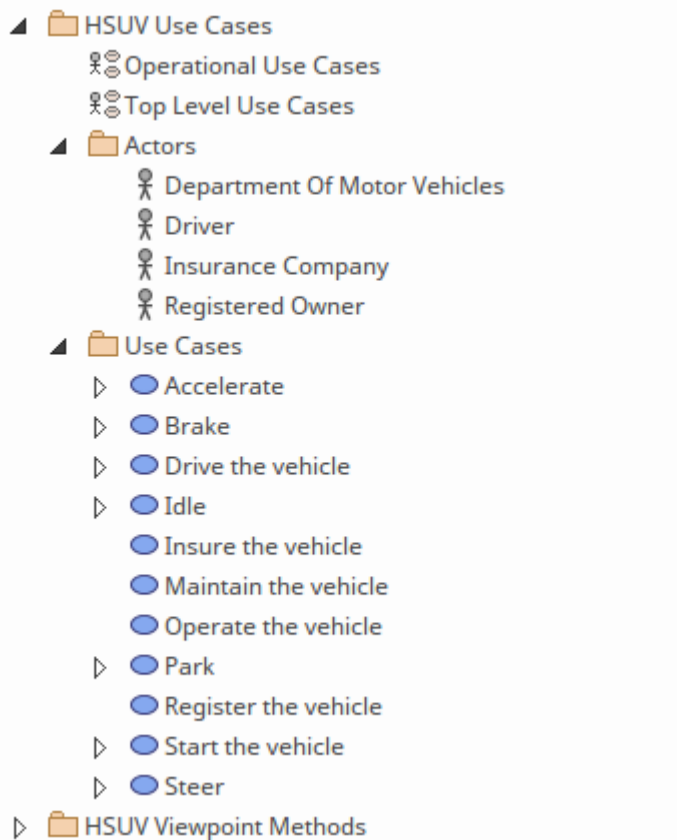 HSUV Use Cases
Operational Use Cases
Top Level Use Cases
Actors
Department Of Motor Vehicles
Driver
Insurance Company
Registered Owner
Use Cases
Accelerate
Brake
Drive the vehicle
Idle
Insure the vehicle
Maintain the vehicle
Operate the vehicle
Park
Register the vehicle
Start the vehicle
Steer
HSUV Viewpoint Methods